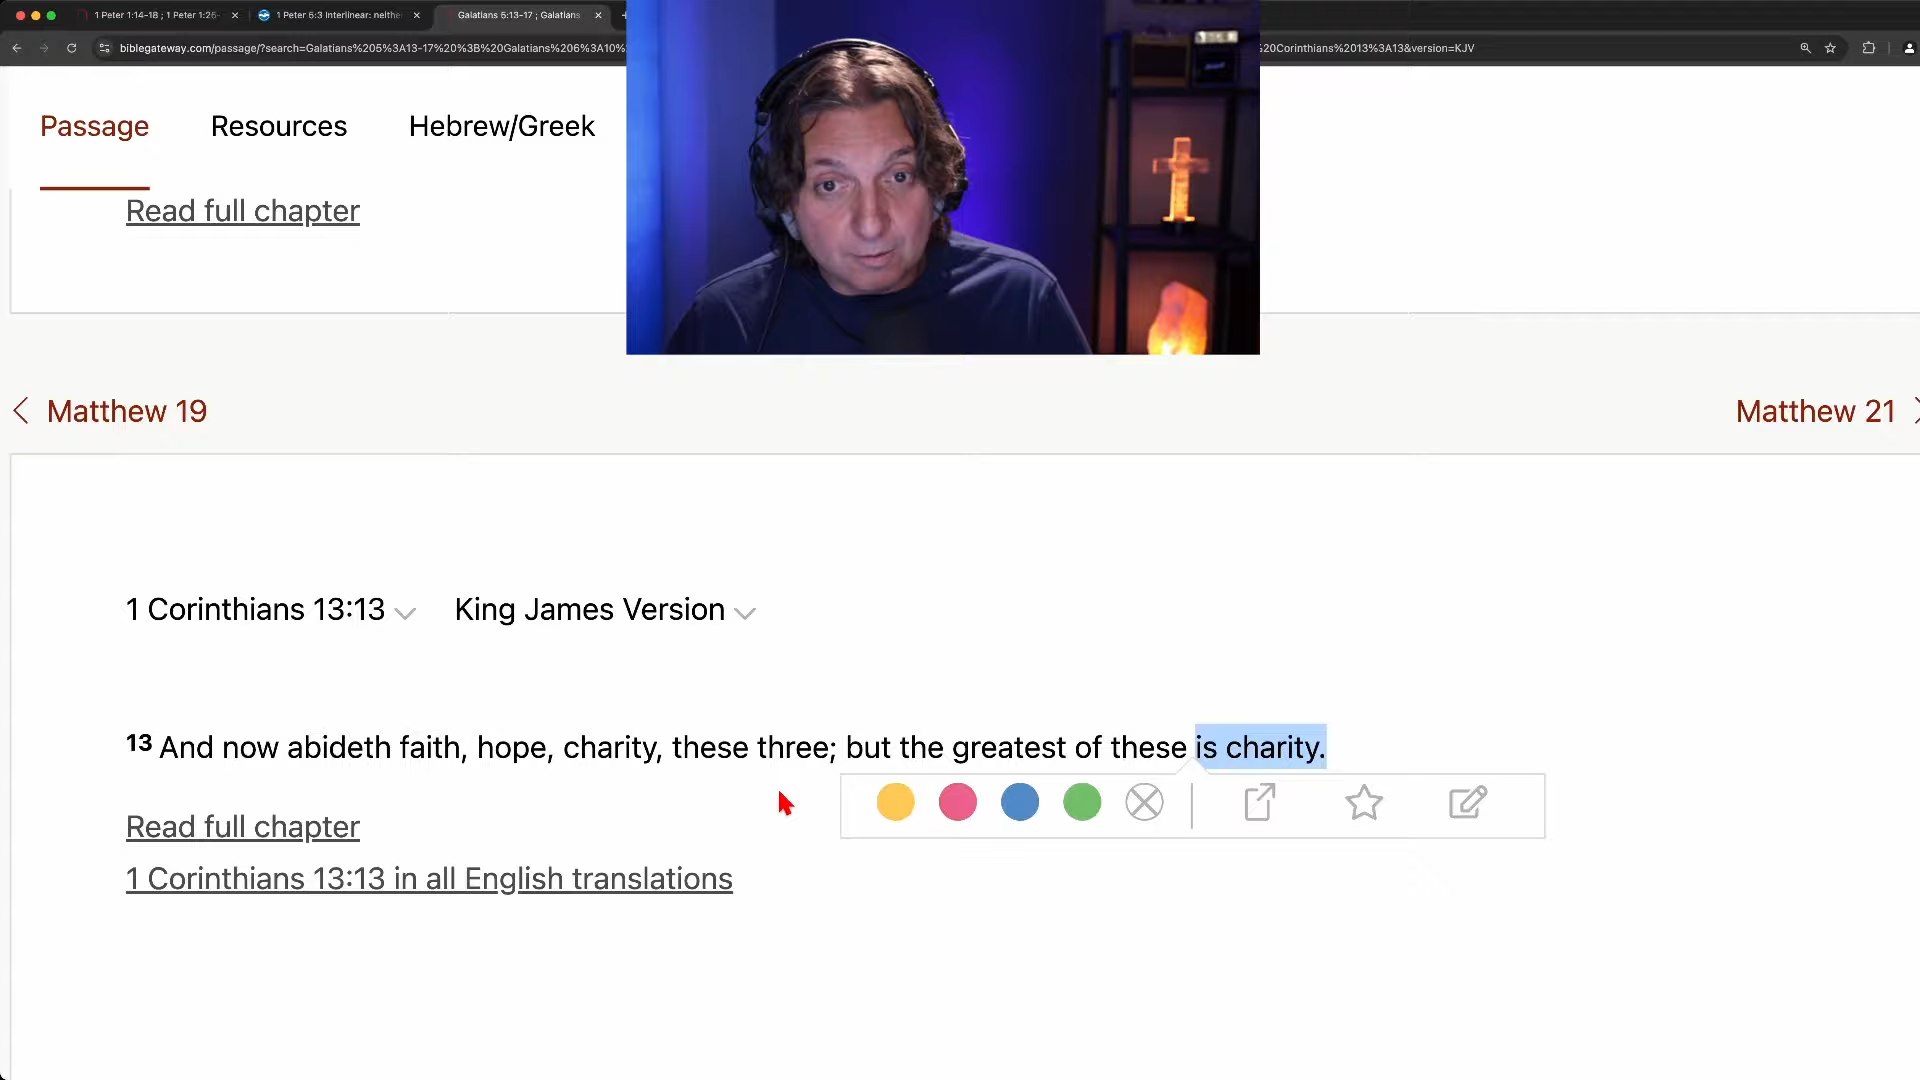 1 Peter 1:14-18 ; 1 Peter 1:25-
1 Peter 5:3 Interlinear: neithe
Galatians 5:13-17 ; Galatians
biblegateway.com/passage/?search=Galatians%205%3A13-17%20%3B%20Galatians%206%3A10%
%20Corinthians%2013%3A13&version=KJV
Passage Resources Hebrew/Greek
Read full chapter
Matthew 19
Matthew 21
1 Corinthians 13:13 King James Version
13 And now abideth faith, hope, charity, these three; but the greatest of these is charity.
Read full chapter
1 Corinthians 13:13 in all English translations